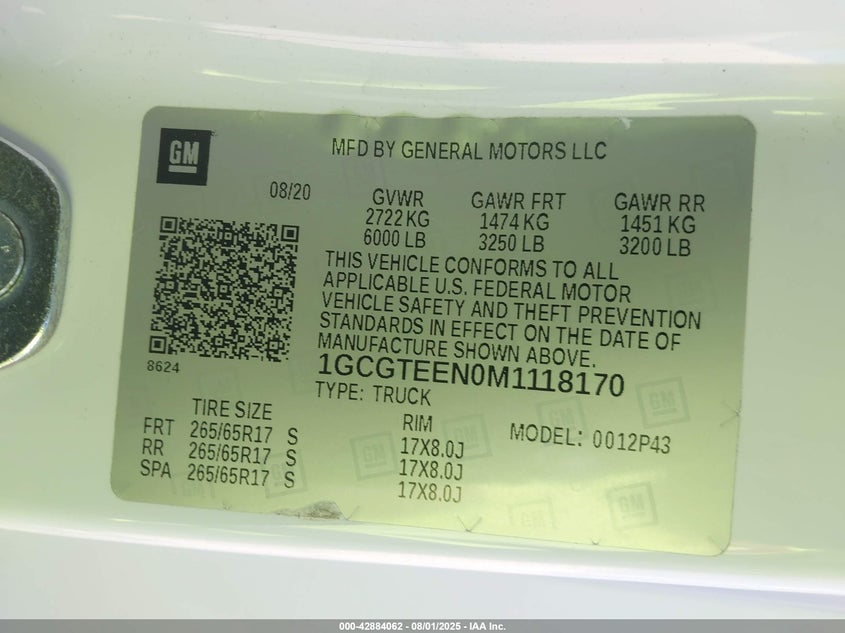 GM
MFD BY GENERAL MOTORS LLC
08/20
GVWR GAWR FRT GAWR RR
2722 KG 1474 KG 1451 KG
6000 LB 3250 LB 3200 LB
THIS VEHICLE CONFORMS TO ALL
APPLICABLE U.S. FEDERAL MOTOR
VEHICLE SAFETY AND THEFT PREVENTION
STANDARDS IN EFFECT ON THE DATE OF
MANUFACTURE SHOWN ABOVE.
8624
1GCGTEEN0M1118170
TYPE: TRUCK
TIRE SIZE RIM MODEL: 0012P43
FRT 265/65R17 S 17X8.0J
RR 265/65R17 S 17X8.0J
SPA 265/65R17 S 17X8.0J
000-42884062 - 08/01/2025 - IAA Inc.